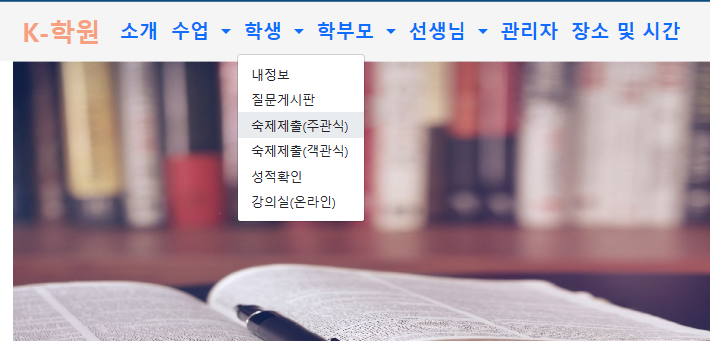 K-학원 소개 수업 학생 학부모 선생님 관리자 장소 및 시간
내정보
질문게시판
숙제제출(주관식)
숙제제출(객관식)
성적확인
강의실(온라인)